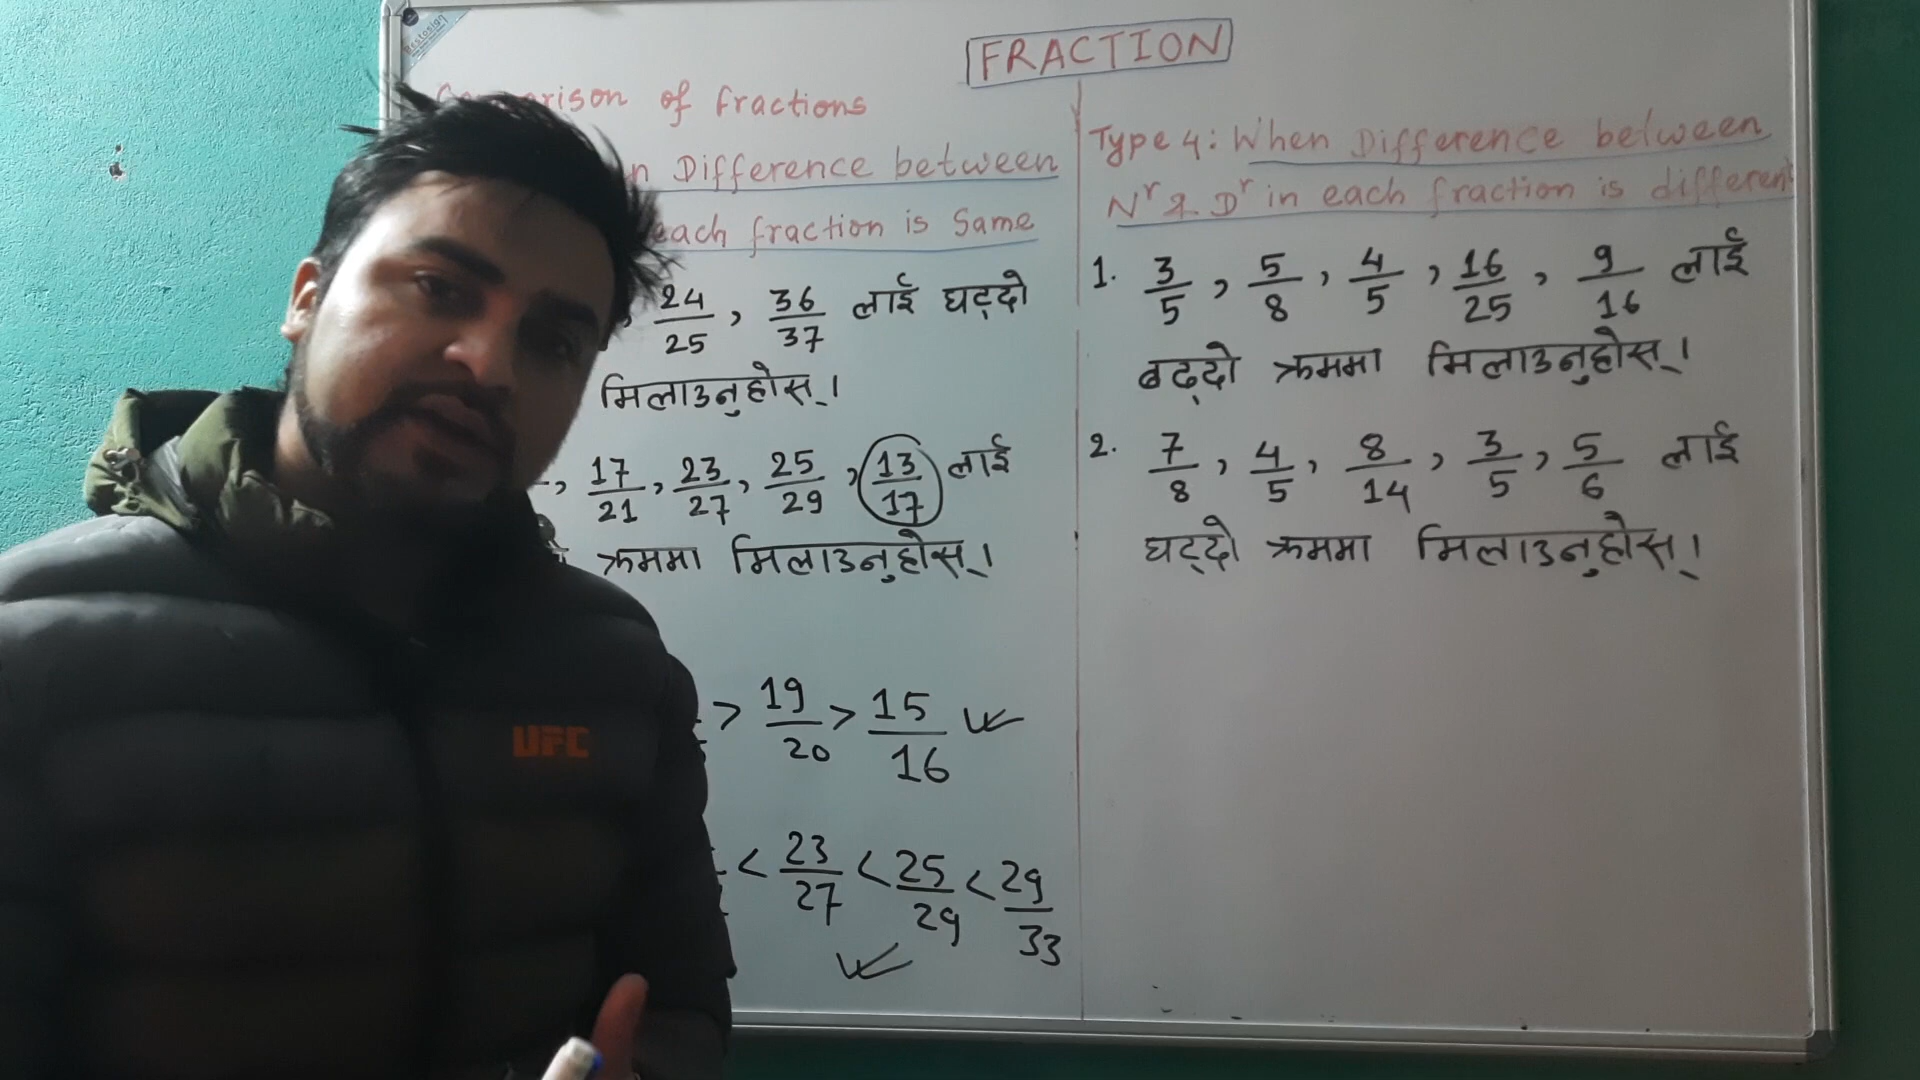 FRACTION
of fractions
Difference between
each fraction is Same
24/25, 36/37 लाई घट्दो
मिलाउनुहोस्।
, 17/21, 23/27, 25/29, 13/17 लाई
क्रममा मिलाउनुहोस्।
> 19/20 > 15/16
< 23/27 < 25/29 < 29/33
Type 4: When Difference between
Nʳ & Dʳ in each fraction is different
1. 3/5, 5/8, 4/5, 16/25, 9/16 लाई
बढ्दो क्रममा मिलाउनुहोस्।
2. 7/8, 4/5, 8/14, 3/5, 5/6 लाई
घट्दो क्रममा मिलाउनुहोस्।
UFC